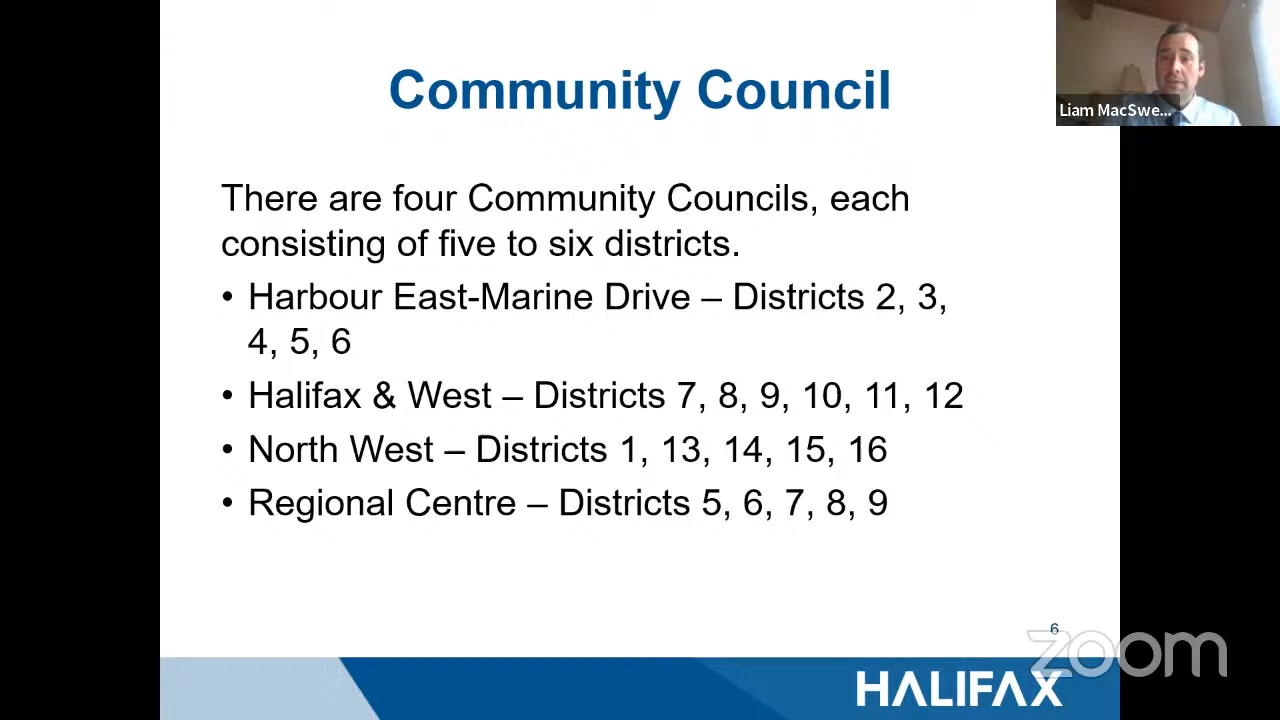 Community Council
Liam MacSwe...
There are four Community Councils, each
consisting of five to six districts.
• Harbour East-Marine Drive – Districts 2, 3,
4, 5, 6
• Halifax & West – Districts 7, 8, 9, 10, 11, 12
• North West – Districts 1, 13, 14, 15, 16
• Regional Centre – Districts 5, 6, 7, 8, 9
6
zoom
HALIFAX